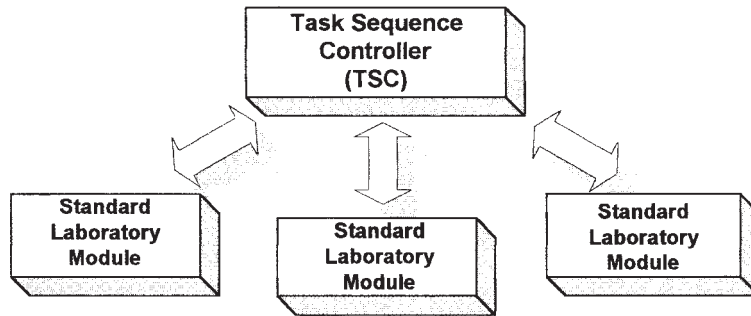 Task Sequence
Controller
(TSC)
Standard
Laboratory
Module
Standard
Laboratory
Module
Standard
Laboratory
Module